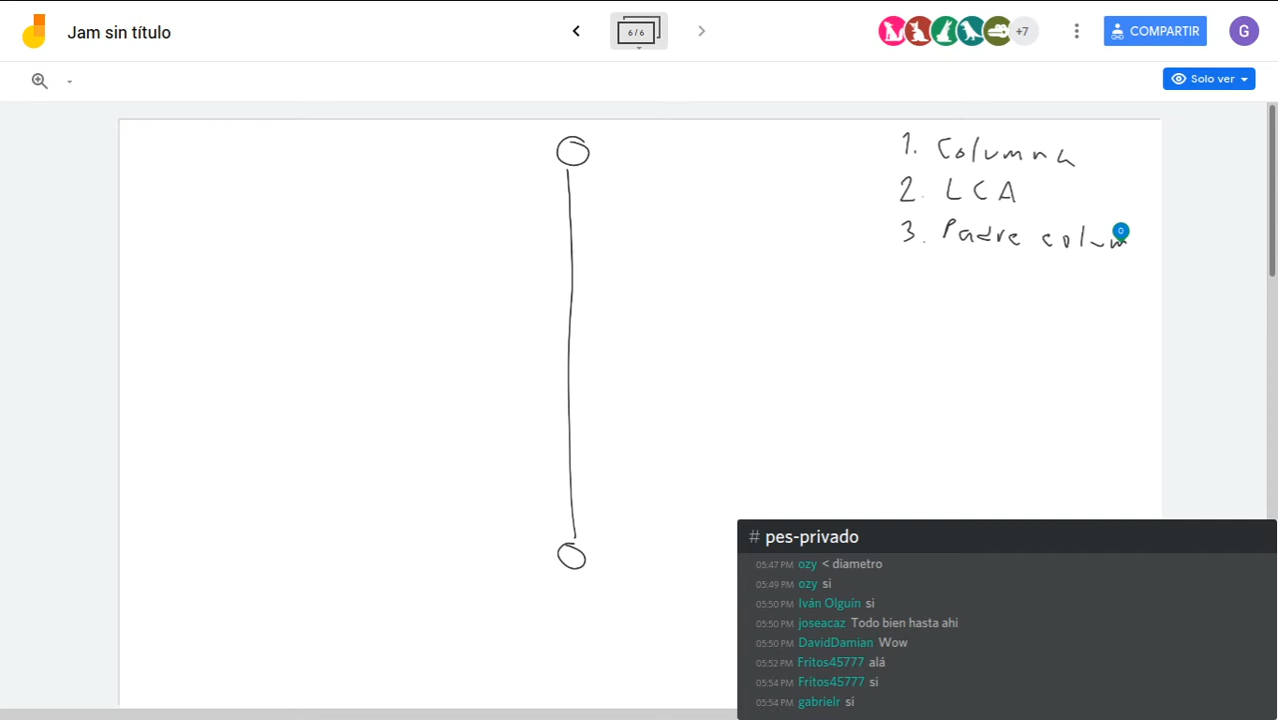 Jam sin título
6/6
+7
COMPARTIR
G
Solo ver
1. Columna
2. LCA
3. Padre colum
0
# pes-privado
05:47 PM ozy < diametro
05:49 PM ozy si
05:50 PM Iván Olguín si
05:50 PM joseacaz Todo bien hasta ahi
05:50 PM DavidDamian Wow
05:52 PM Fritos45777 alá
05:54 PM Fritos45777 si
05:54 PM gabrielr sí